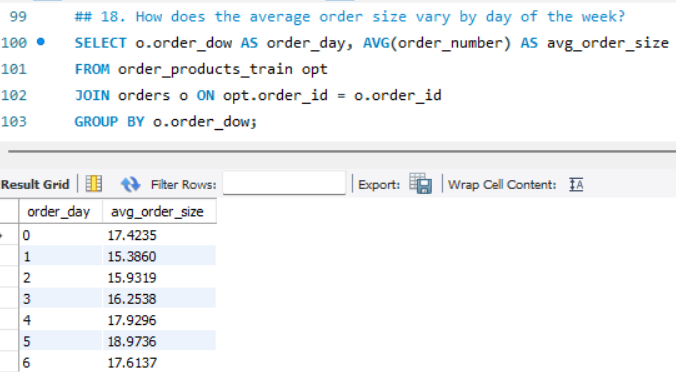 99 ## 18. How does the average order size vary by day of the week?
100 SELECT o.order_dow AS order_day, AVG(order_number) AS avg_order_size
101 FROM order_products_train opt
102 JOIN orders o ON opt.order_id = o.order_id
103 GROUP BY o.order_dow;
Result Grid Filter Rows: Export: Wrap Cell Content: IA
order_day avg_order_size
0 17.4235
1 15.3860
2 15.9319
3 16.2538
4 17.9296
5 18.9736
6 17.6137